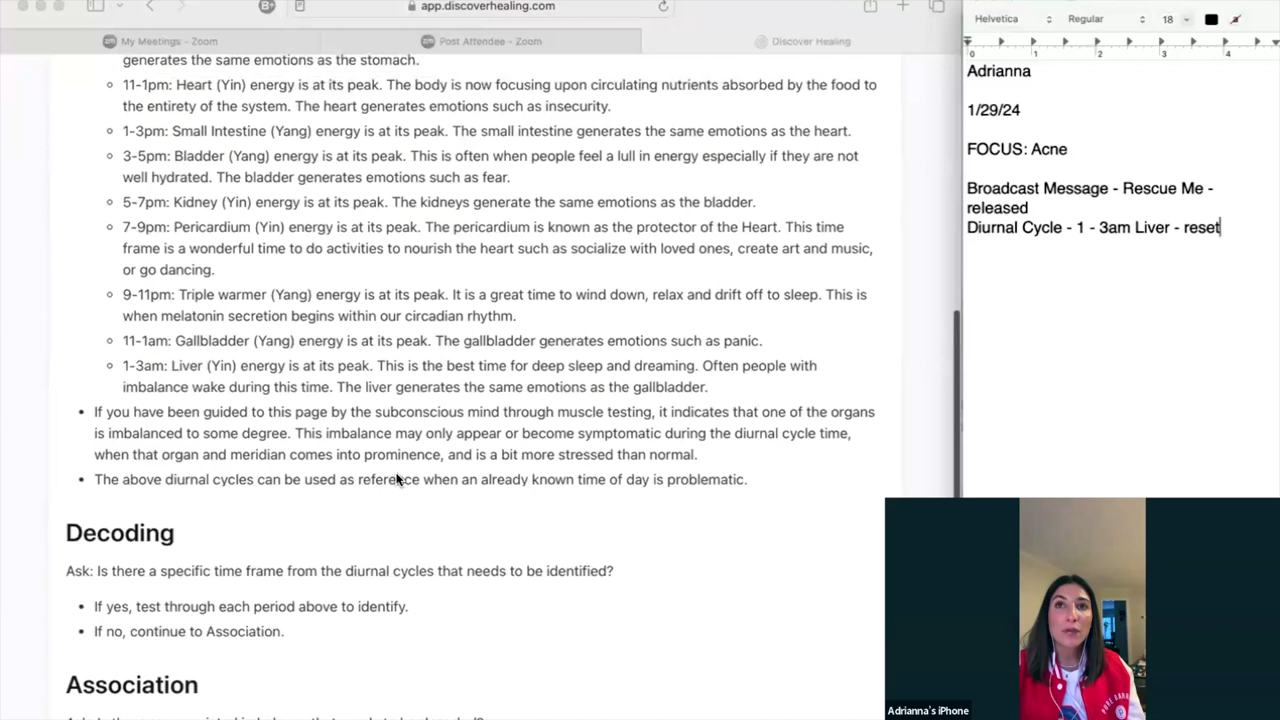 app.discoverhealing.com
My Meetings - Zoom
Post Attendee - Zoom
Discover Healing
generates the same emotions as the stomach.
11-1pm: Heart (Yin) energy is at its peak. The body is now focusing upon circulating nutrients absorbed by the food to
the entirety of the system. The heart generates emotions such as insecurity.
1-3pm: Small Intestine (Yang) energy is at its peak. The small intestine generates the same emotions as the heart.
3-5pm: Bladder (Yang) energy is at its peak. This is often when people feel a lull in energy especially if they are not
well hydrated. The bladder generates emotions such as fear.
5-7pm: Kidney (Yin) energy is at its peak. The kidneys generate the same emotions as the bladder.
7-9pm: Pericardium (Yin) energy is at its peak. The pericardium is known as the protector of the Heart. This time
frame is a wonderful time to do activities to nourish the heart such as socialize with loved ones, create art and music,
or go dancing.
9-11pm: Triple warmer (Yang) energy is at its peak. It is a great time to wind down, relax and drift off to sleep. This is
when melatonin secretion begins within our circadian rhythm.
11-1am: Gallbladder (Yang) energy is at its peak. The gallbladder generates emotions such as panic.
1-3am: Liver (Yin) energy is at its peak. This is the best time for deep sleep and dreaming. Often people with
imbalance wake during this time. The liver generates the same emotions as the gallbladder.
If you have been guided to this page by the subconscious mind through muscle testing, it indicates that one of the organs
is imbalanced to some degree. This imbalance may only appear or become symptomatic during the diurnal cycle time,
when that organ and meridian comes into prominence, and is a bit more stressed than normal.
The above diurnal cycles can be used as reference when an already known time of day is problematic.
Decoding
Ask: Is there a specific time frame from the diurnal cycles that needs to be identified?
If yes, test through each period above to identify.
If no, continue to Association.
Association
Helvetica
Regular
18
0 1 2 3 4
Adrianna
1/29/24
FOCUS: Acne
Broadcast Message - Rescue Me -
released
Diurnal Cycle - 1 - 3am Liver - reset
Adrianna's iPhone